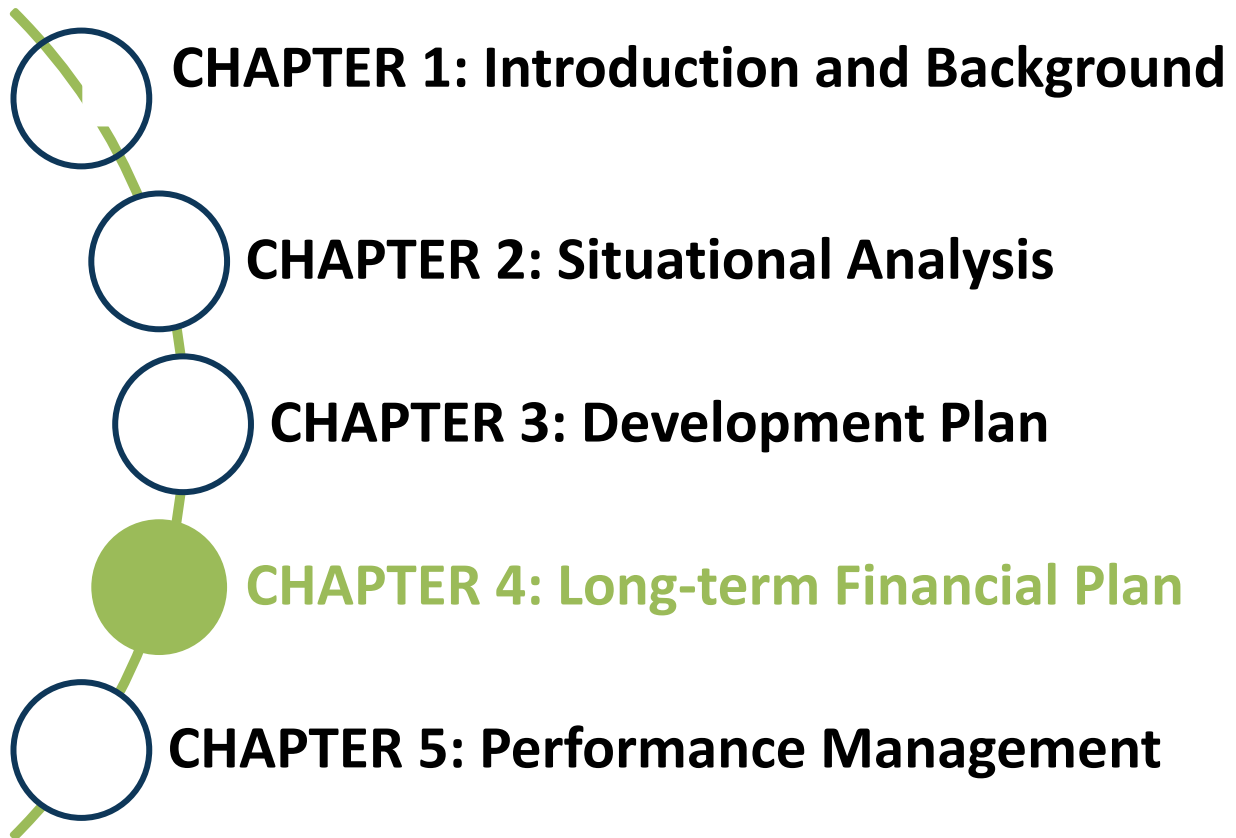 CHAPTER 1: Introduction and Background
CHAPTER 2: Situational Analysis
CHAPTER 3: Development Plan
CHAPTER 4: Long-term Financial Plan
CHAPTER 5: Performance Management